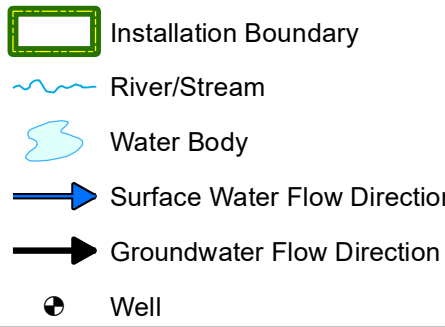 Installation Boundary
River/Stream
Water Body
Surface Water Flow Direction
Groundwater Flow Direction
Well